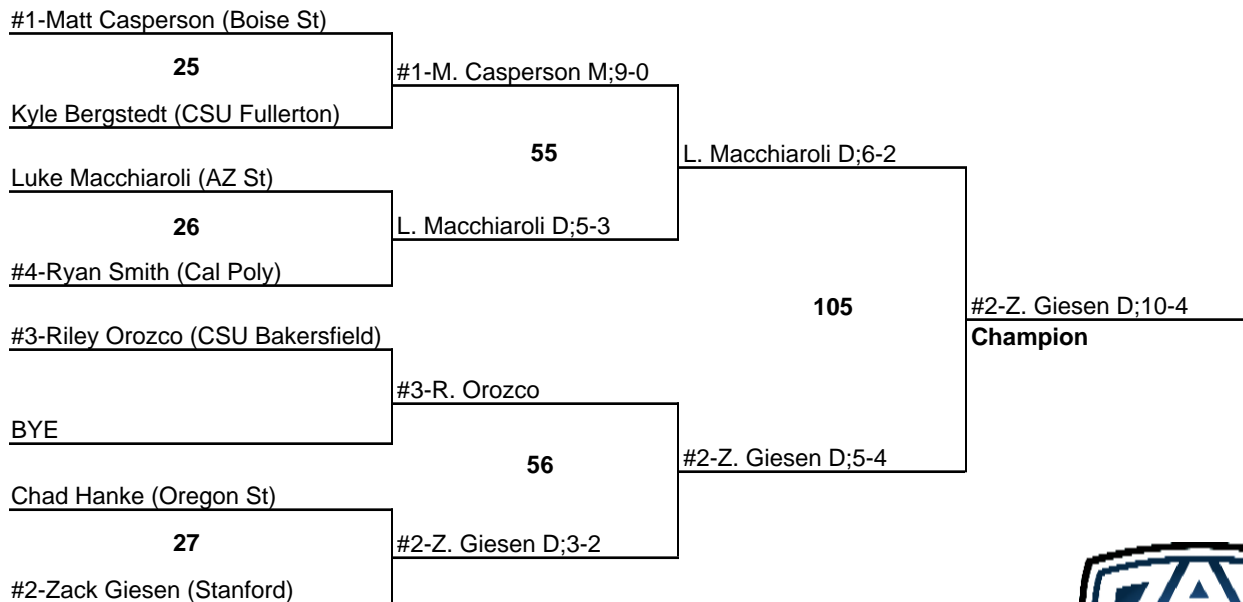 #1-Matt Casperson (Boise St)
25
#1-M. Casperson M;9-0
Kyle Bergstedt (CSU Fullerton)
55
L. Macchiaroli D;6-2
Luke Macchiaroli (AZ St)
26
L. Macchiaroli D;5-3
#4-Ryan Smith (Cal Poly)
105
#2-Z. Giesen D;10-4
Champion
#3-Riley Orozco (CSU Bakersfield)
#3-R. Orozco
BYE
56
#2-Z. Giesen D;5-4
Chad Hanke (Oregon St)
27
#2-Z. Giesen D;3-2
#2-Zack Giesen (Stanford)